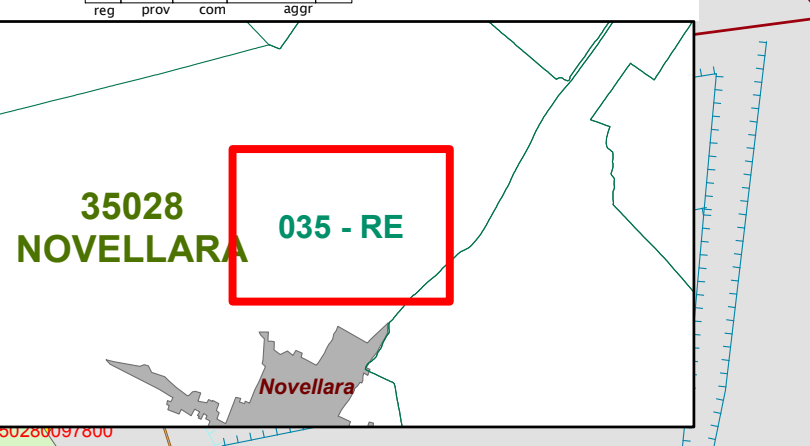 reg prov com aggr
35028
NOVELLARA
035 - RE
Novellara
50280097800